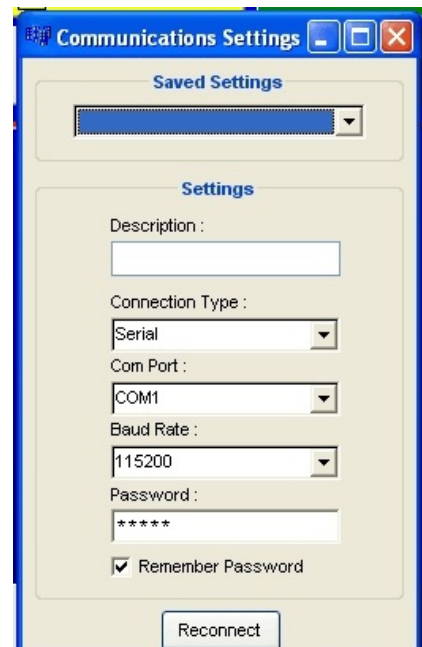 Communications Settings
Saved Settings
Settings
Description :
Connection Type :
Serial
Com Port :
COM1
Baud Rate :
115200
Password :
*****
Remember Password
Reconnect